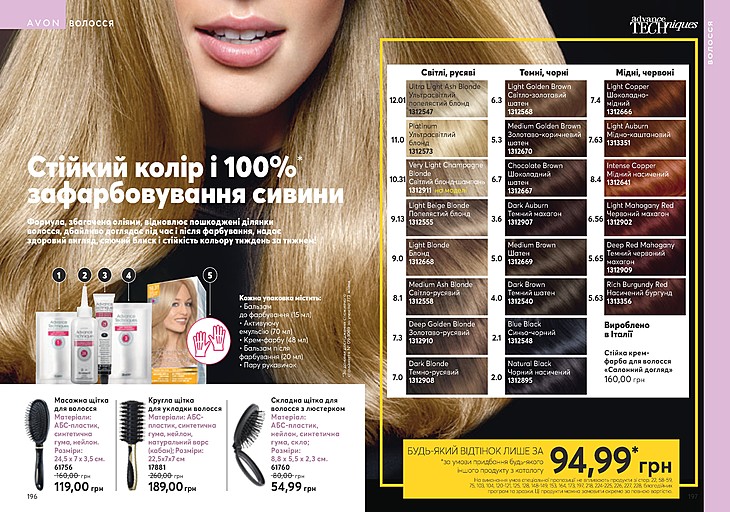 AVON
ВОЛОССЯ
advance
TECHniques
ВОЛОССЯ
Стійкий колір і 100%*
зафарбовування сивини
Формула, збагачена оліями, відновлює пошкоджені ділянки
волосся, дбайливо доглядає під час і після фарбування, надає
здоровий вигляд, сяючий блиск і стійкість кольору тиждень за тижнем.
1
2
3
4
5
Кожна упаковка містить:
• Бальзам
до фарбування (15 мл)
• Активуючу
емульсію (70 мл)
• Крем-фарбу (48 мл)
• Бальзам після
фарбування (20 мл)
• Пару рукавичок
Масажна щітка
для волосся
Матеріали:
АБС-пластик,
синтетична
гума, нейлон.
Розміри:
24,5 x 7 x 3,5 см.
61756
160,00 грн
119,00 грн
Кругла щітка
для укладки волосся
Матеріали: АБС-
пластик, синтетична
гума, нейлон,
натуральний ворс
(кабан); Розміри:
22,5x7x7 см
17881
260,00 грн
189,00 грн
Складна щітка для
волосся з люстерком
Матеріал:
АБС-пластик,
нейлон, синтетична
гума, скло;
Розміри:
8,8 x 5,5 x 2,3 см.
61760
80,00 грн
54,99 грн
196
Світлі, русяві
12.01
Ultra Light Ash Blonde
Ультрасвітлий
попелястий блонд
1312547
11.0
Platinum
Ультрасвітлий
блонд
1312573
10.31
Very Light Champagne
Blonde
Світлий блонд-шампань
1312911 на моделі
9.13
Light Beige Blonde
Попелястий блонд
1312555
9.0
Light Blonde
Блонд
1312668
8.1
Medium Ash Blonde
Світло-русявий
1312558
7.3
Deep Golden Blonde
Золотаво-русявий
1312910
7.0
Dark Blonde
Темно-русявий
1312908
Темні, чорні
6.3
Light Golden Brown
Світло-золотавий
шатен
1312568
5.3
Medium Golden Brown
Золотаво-коричневий
шатен
1312670
6.7
Chocolate Brown
Шоколадний
шатен
1312667
3.6
Dark Auburn
Темний махагон
1312907
5.0
Medium Brown
Шатен
1312669
4.0
Dark Brown
Темний шатен
1312540
2.1
Blue Black
Синьо-чорний
1312548
2.0
Natural Black
Чорний насичений
1312895
Мідні, червоні
7.4
Light Copper
Шоколадно-
мідний
1312666
7.63
Light Auburn
Мідно-каштановий
1313351
8.4
Intense Copper
Мідний насичений
1312641
6.56
Light Mahogany Red
Червоний махагон
1312902
5.65
Deep Red Mahogany
Темний червоний
махагон
1312909
5.63
Rich Burgundy Red
Насичений бургунд
1313356
Вироблено
в Італії
Стійка крем-
фарба для волосся
«Салонний догляд»
160,00 грн
БУДЬ-ЯКИЙ ВІДТІНОК ЛИШЕ ЗА
*за умови придбання будь-якого
іншого продукту з каталогу
94,99* грн
197